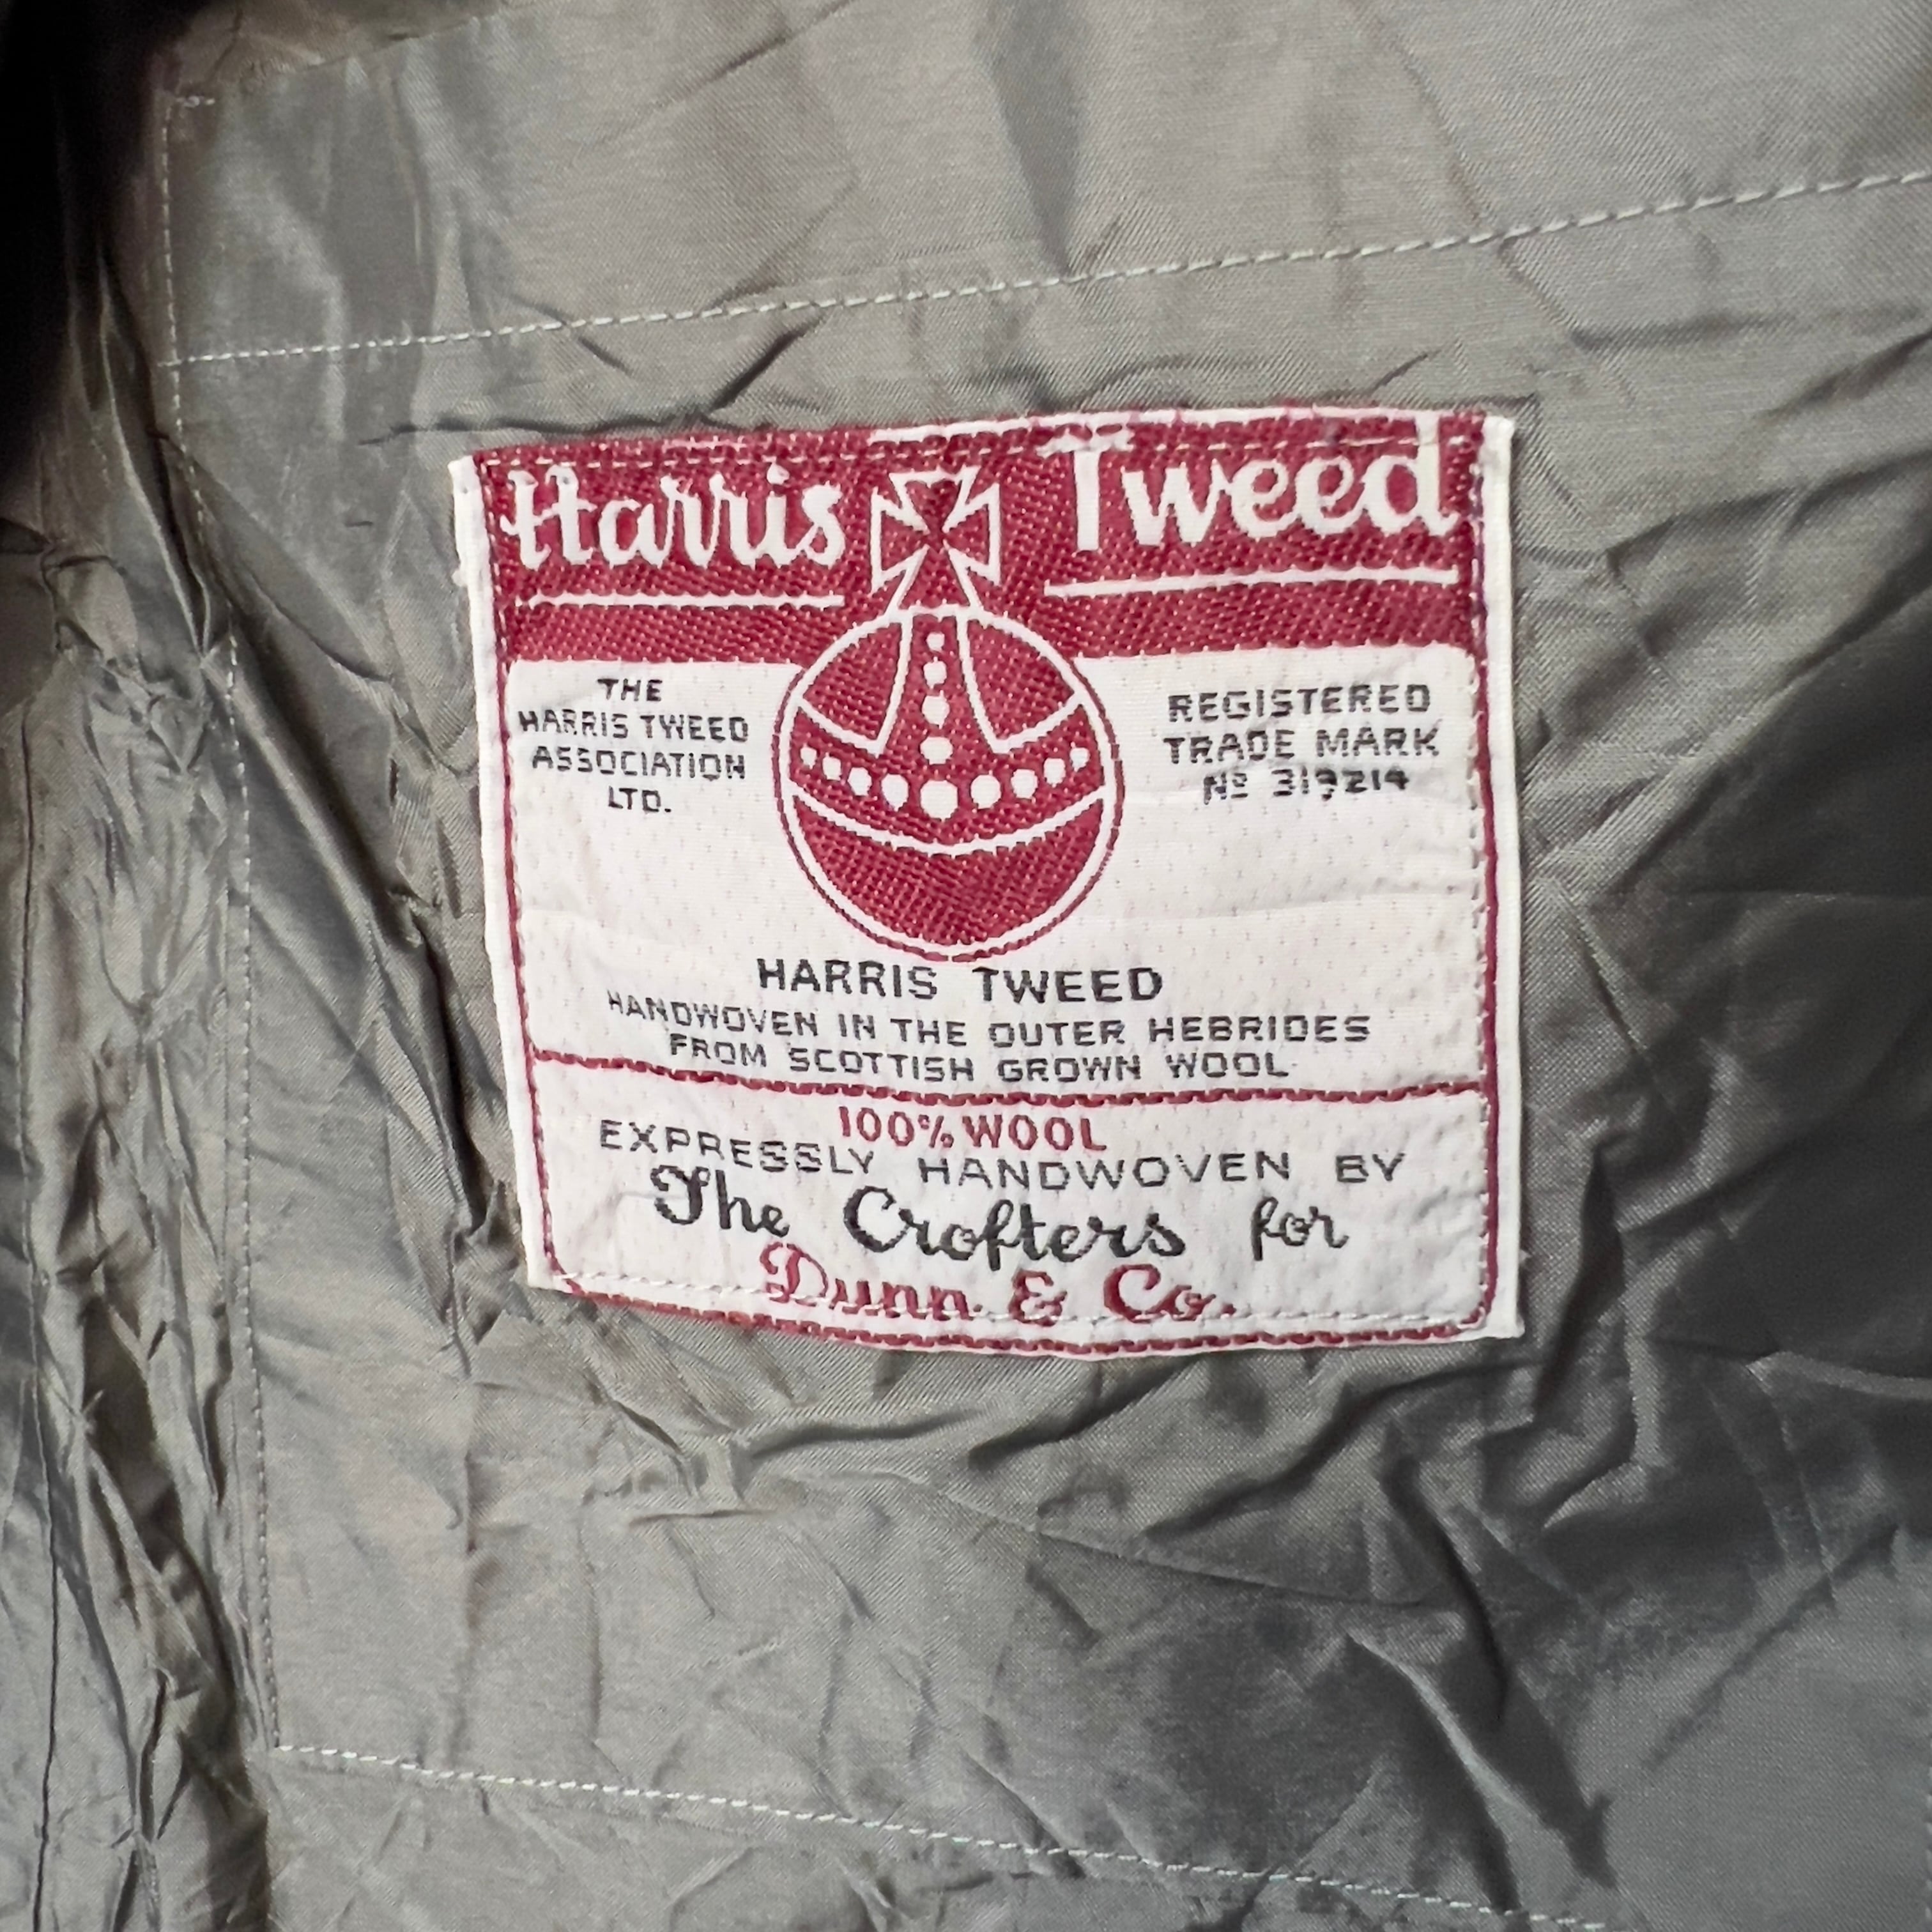 Harris Tweed
THE
HARRIS TWEED
ASSOCIATION
LTD.
REGISTERED
TRADE MARK
Nº 319214
HARRIS TWEED
HANDWOVEN IN THE OUTER HEBRIDES
FROM SCOTTISH GROWN WOOL
100% WOOL
EXPRESSLY HANDWOVEN BY
The Crofters for
Dunn & Co.